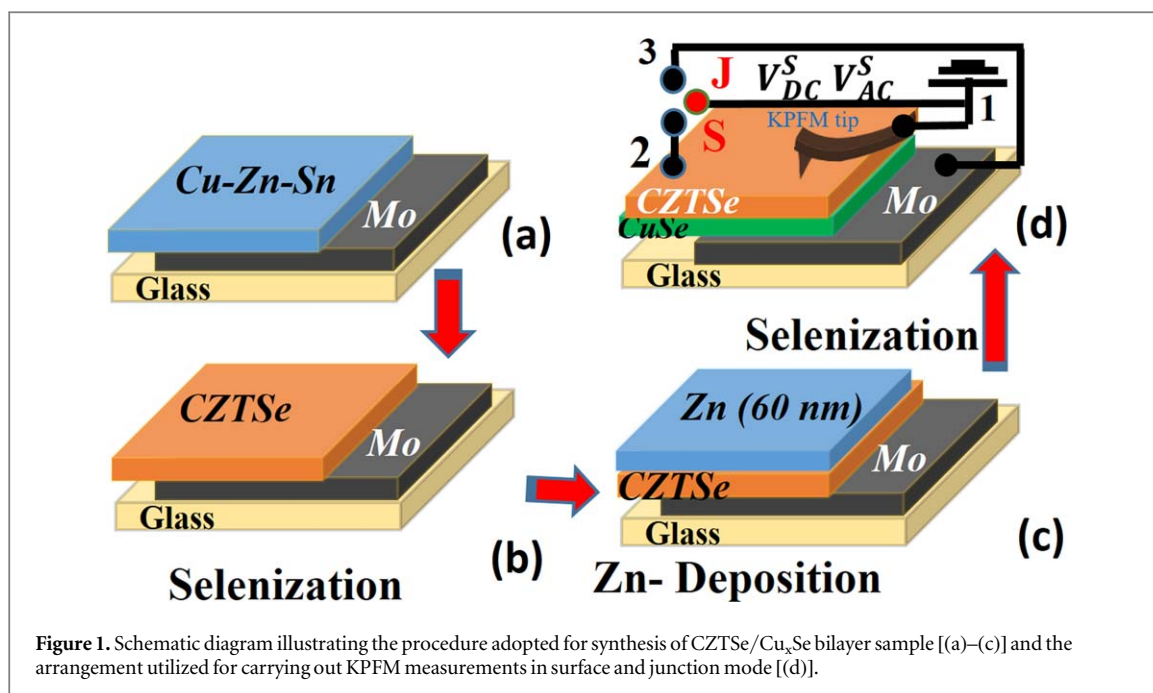 Cu-Zn-Sn
Mo
Glass
(a)
CZTSe
Mo
Glass
(b)
Selenization
Zn (60 nm)
CZTSe
Mo
Glass
(c)
Zn- Deposition
Selenization
3
J
V^S_DC V^S_AC
1
KPFM tip
S
2
CZTSe
CuSe
Mo
Glass
(d)
Figure 1. Schematic diagram illustrating the procedure adopted for synthesis of CZTSe/CuₓSe bilayer sample [(a)–(c)] and the
arrangement utilized for carrying out KPFM measurements in surface and junction mode [(d)].